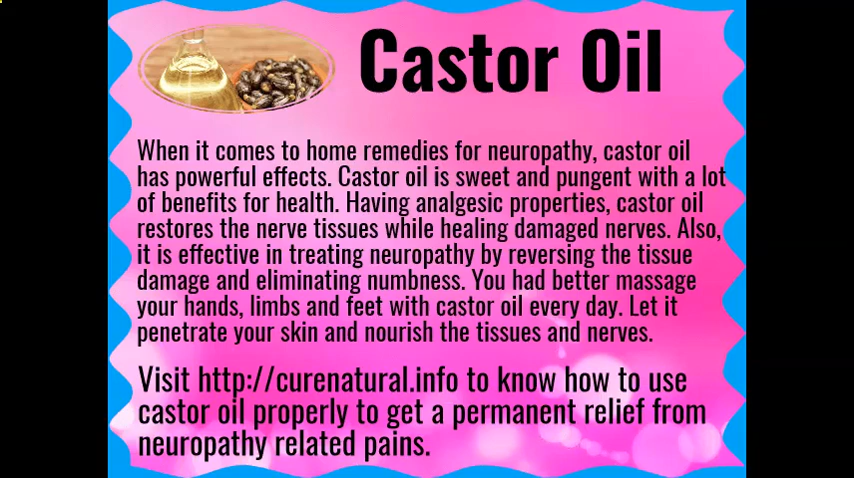 Castor Oil
When it comes to home remedies for neuropathy, castor oil
has powerful effects. Castor oil is sweet and pungent with a lot
of benefits for health. Having analgesic properties, castor oil
restores the nerve tissues while healing damaged nerves. Also,
it is effective in treating neuropathy by reversing the tissue
damage and eliminating numbness. You had better massage
your hands, limbs and feet with castor oil every day. Let it
penetrate your skin and nourish the tissues and nerves.
Visit http://curenatural.info to know how to use
castor oil properly to get a permanent relief from
neuropathy related pains.